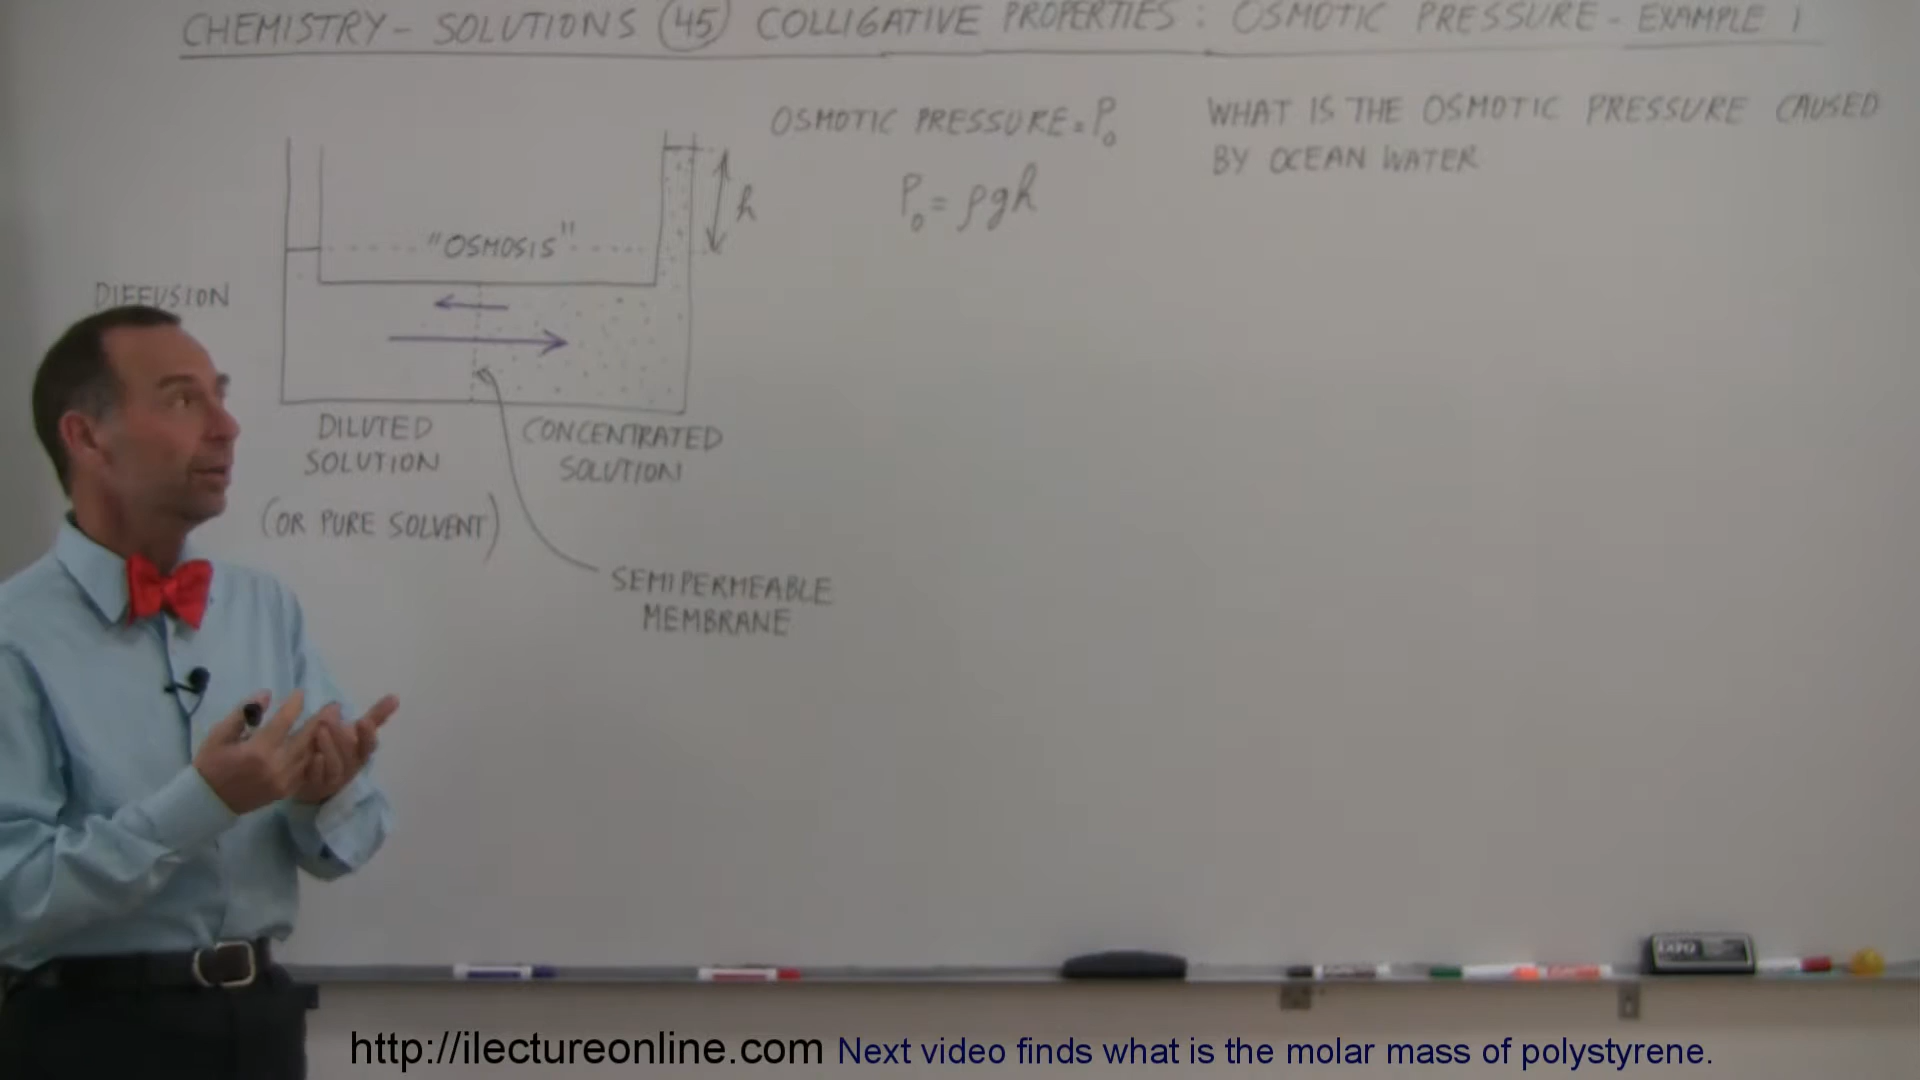 CHEMISTRY - SOLUTIONS (45) COLLIGATIVE PROPERTIES : OSMOTIC PRESSURE - EXAMPLE 1
OSMOTIC PRESSURE = P₀
P₀ = ρgh
WHAT IS THE OSMOTIC PRESSURE CAUSED
BY OCEAN WATER
h
"OSMOSIS"
DIFFUSION
DILUTED
SOLUTION
(OR PURE SOLVENT)
CONCENTRATED
SOLUTION
SEMIPERMEABLE
MEMBRANE
EXPO
http://ilectureonline.com Next video finds what is the molar mass of polystyrene.